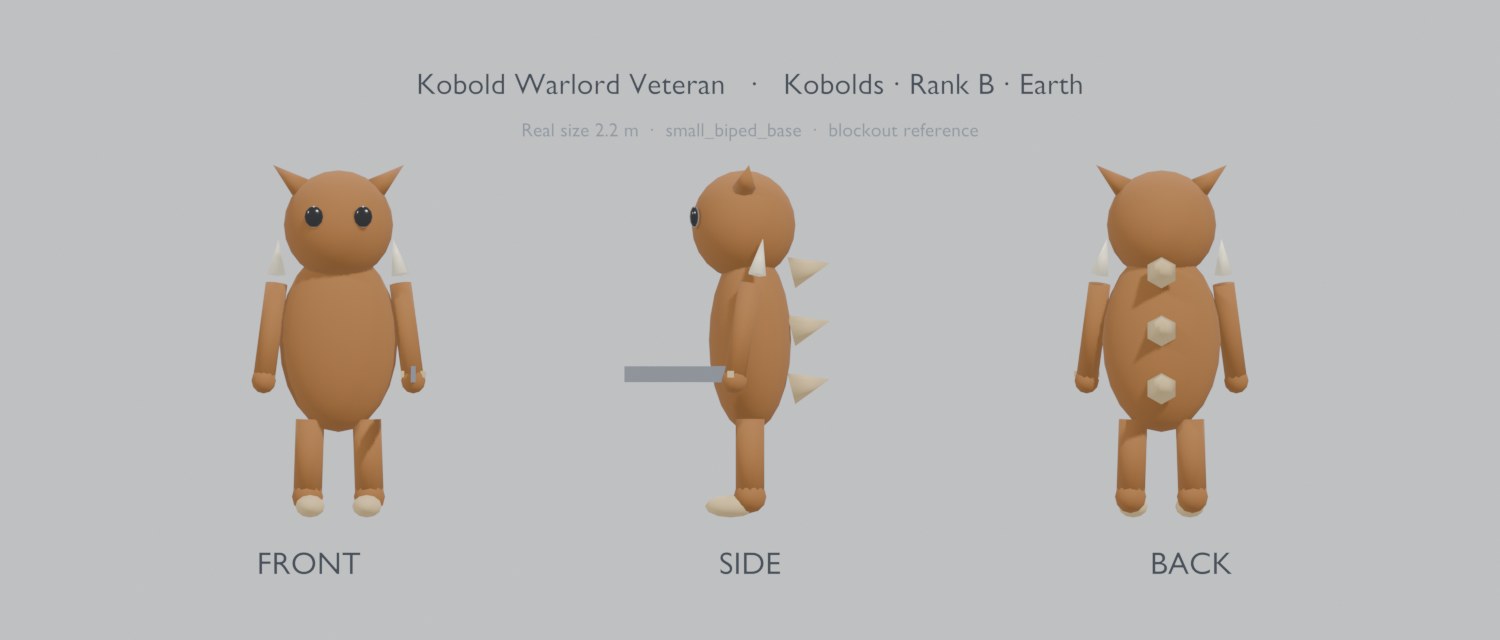 Kobold Warlord Veteran · Kobolds · Rank B · Earth
Real size 2.2 m · small_biped_base · blockout reference
FRONT
SIDE
BACK